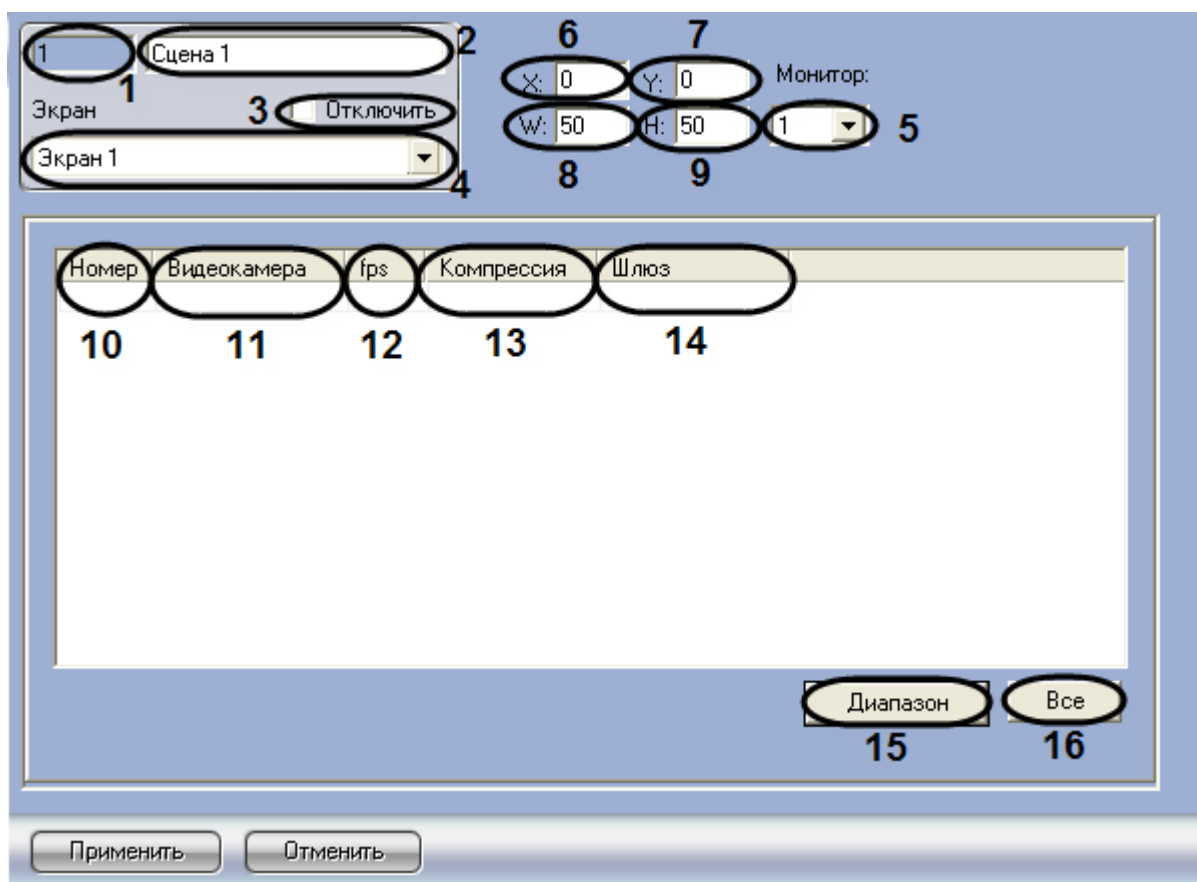 6 7
1 Сцена 1 2
X: 0 Y: 0 Монитор:
1
Экран 3 Отключить
W: 50 H: 50 1 5
Экран 1
4 8 9
Номер Видеокамера fps Компрессия Шлюз
10 11 12 13 14
Диапазон Все
15 16
Применить Отменить